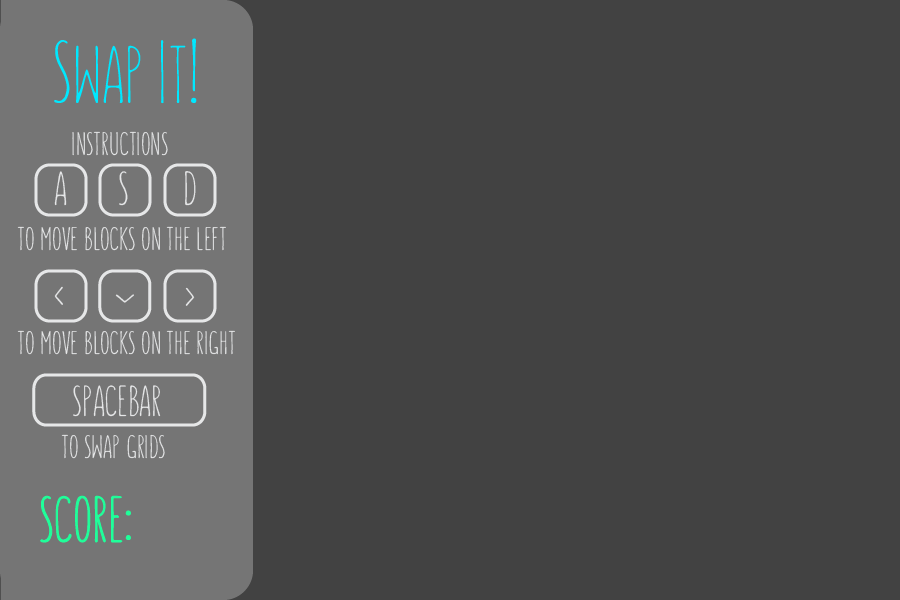 SWAP IT!
INSTRUCTIONS
A S D
TO MOVE BLOCKS ON THE LEFT
< ⌵ >
TO MOVE BLOCKS ON THE RIGHT
SPACEBAR
TO SWAP GRIDS
SCORE: